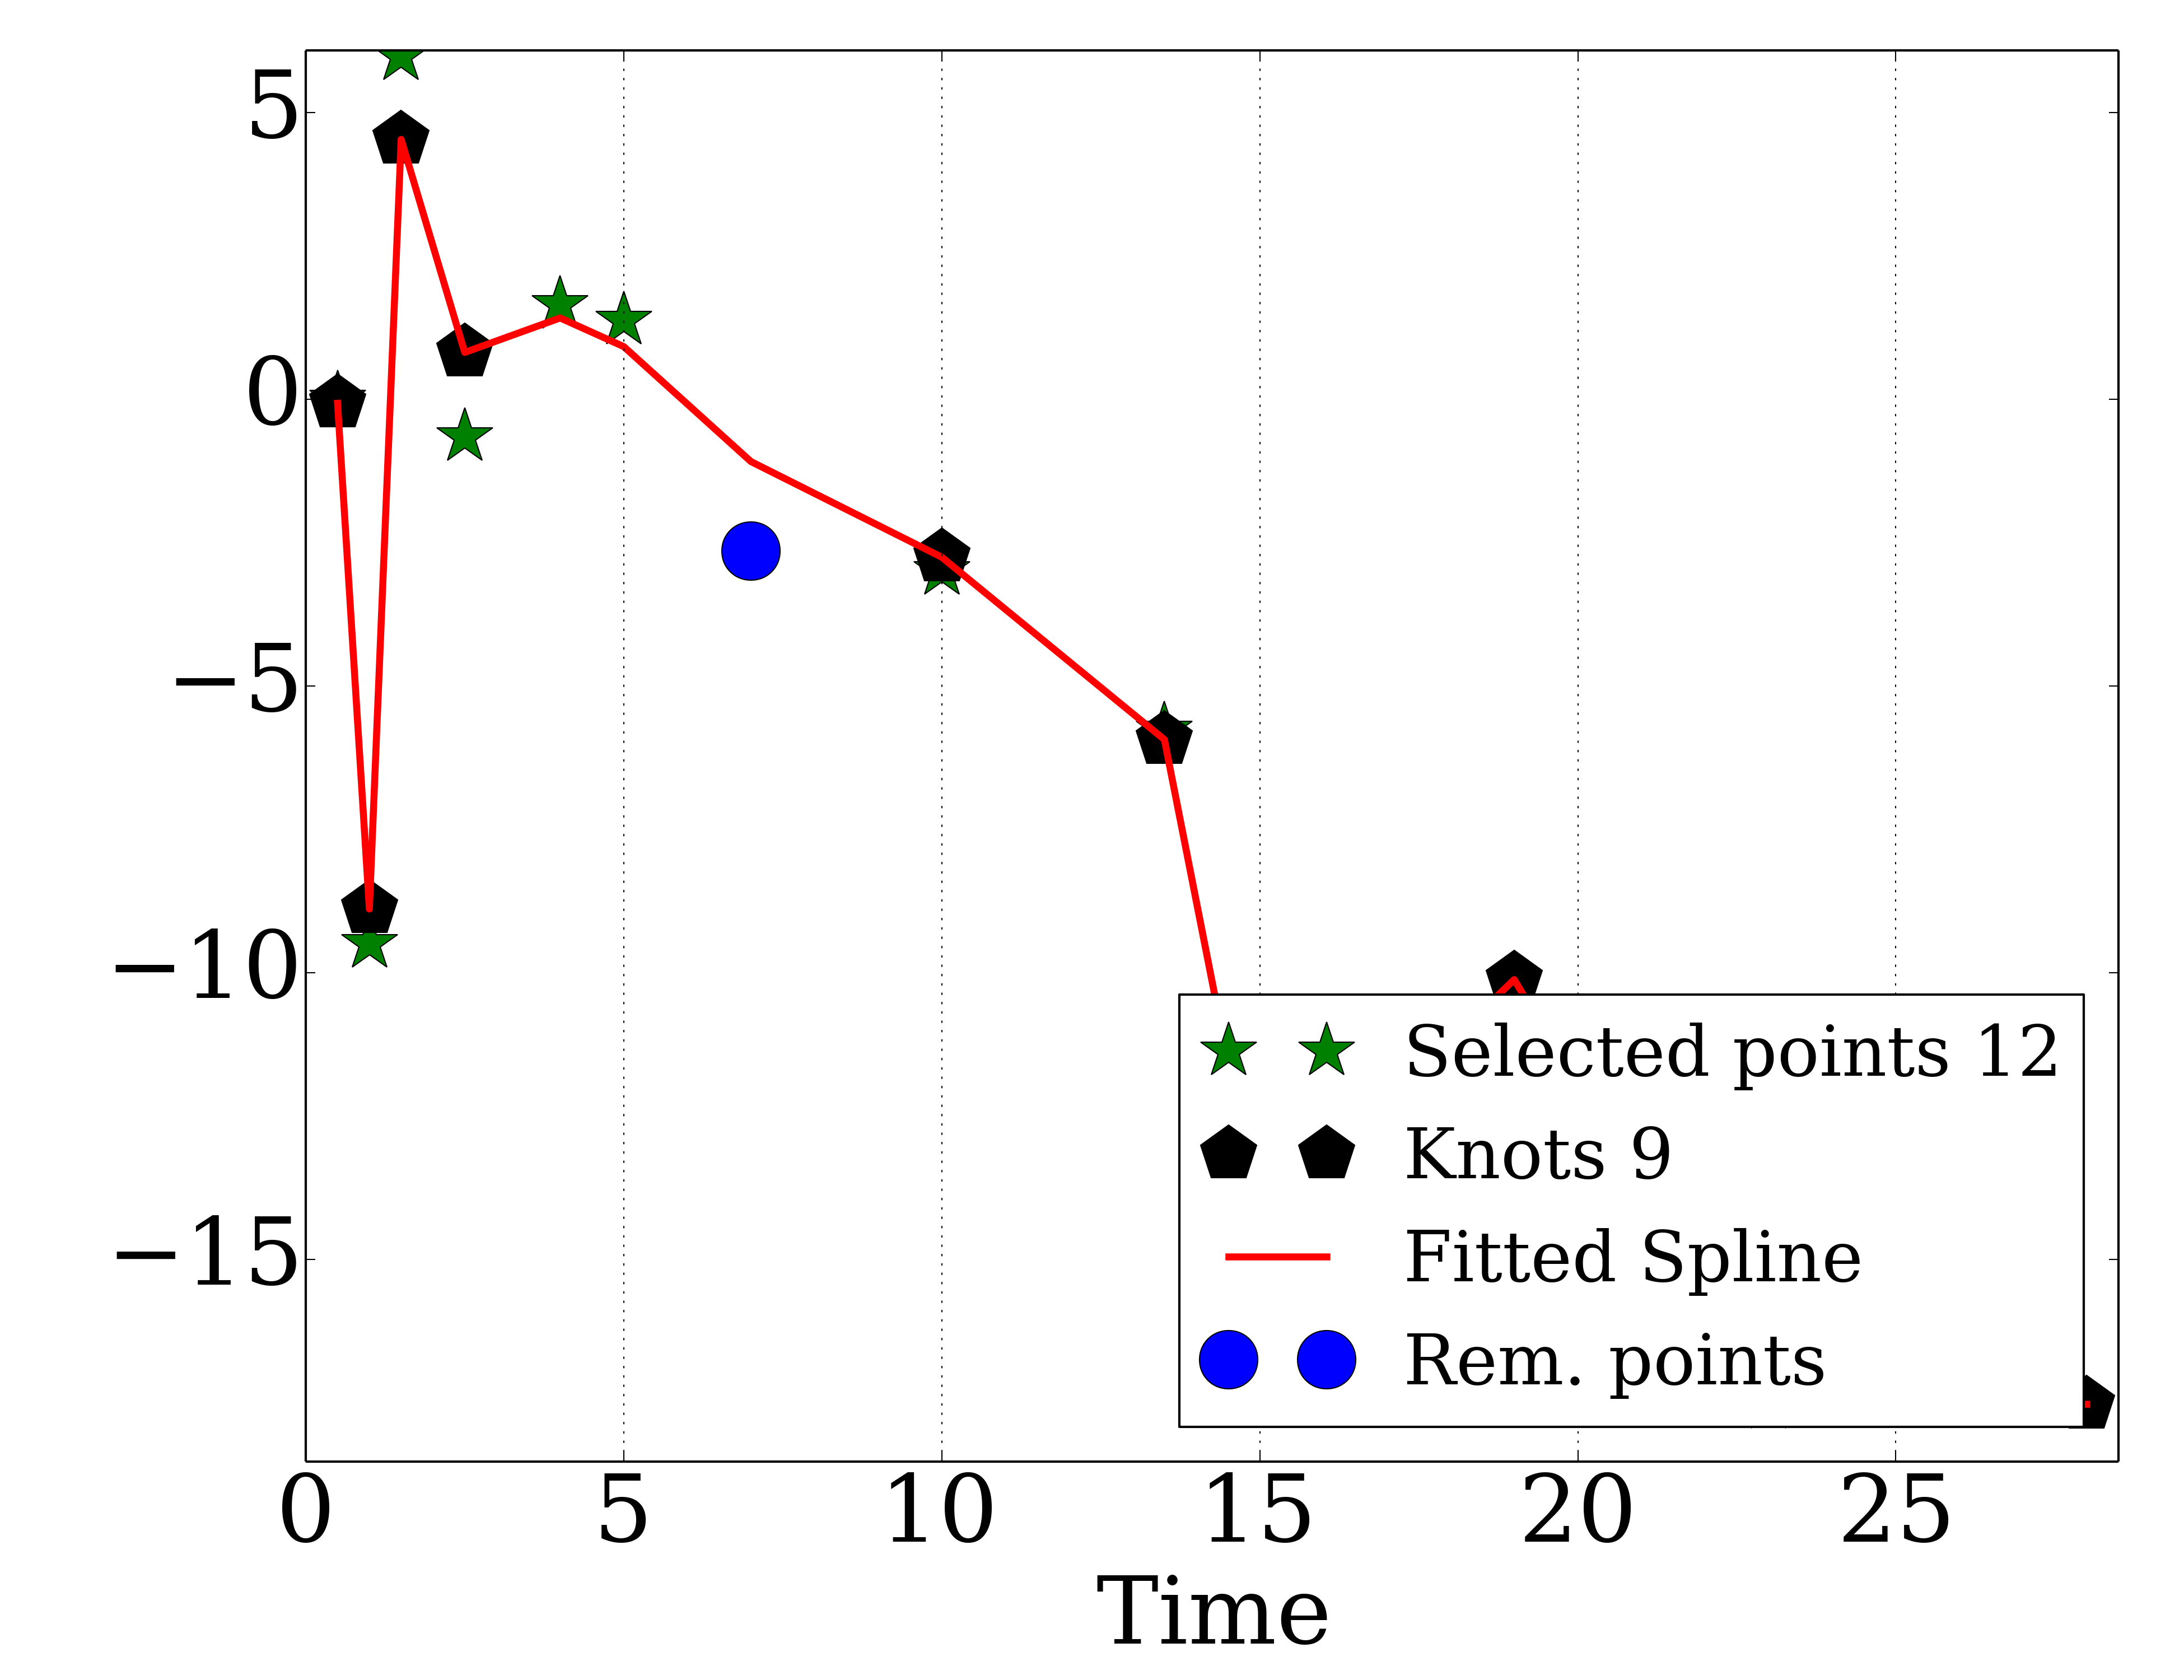 5
0
−5
−10
−15
Selected points 12
Knots 9
Fitted Spline
Rem. points
0 5 10 15 20 25
Time